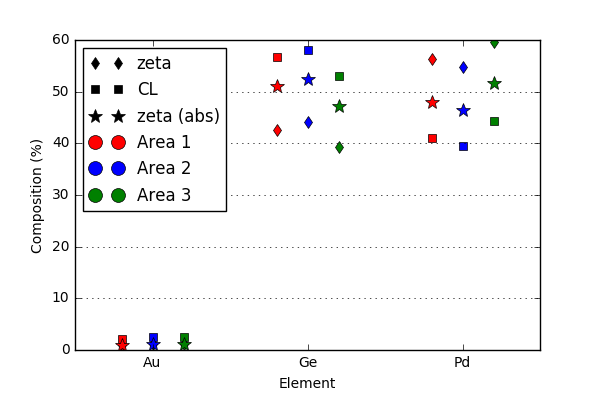 60
50
40
30
20
10
0
Composition (%)
zeta
CL
zeta (abs)
Area 1
Area 2
Area 3
Au Ge Pd
Element